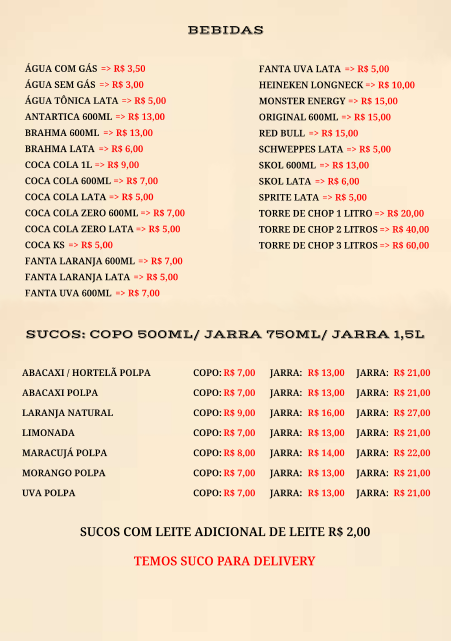 BEBIDAS
ÁGUA COM GÁS => R$ 3,50
ÁGUA SEM GÁS => R$ 3,00
ÁGUA TÔNICA LATA => R$ 5,00
ANTARTICA 600ML => R$ 13,00
BRAHMA 600ML => R$ 13,00
BRAHMA LATA => R$ 6,00
COCA COLA 1L => R$ 9,00
COCA COLA 600ML => R$ 7,00
COCA COLA LATA => R$ 5,00
COCA COLA ZERO 600ML => R$ 7,00
COCA COLA ZERO LATA => R$ 5,00
COCA KS => R$ 5,00
FANTA LARANJA 600ML => R$ 7,00
FANTA LARANJA LATA => R$ 5,00
FANTA UVA 600ML => R$ 7,00
FANTA UVA LATA => R$ 5,00
HEINEKEN LONGNECK => R$ 10,00
MONSTER ENERGY => R$ 15,00
ORIGINAL 600ML => R$ 15,00
RED BULL => R$ 15,00
SCHWEPPES LATA => R$ 5,00
SKOL 600ML => R$ 13,00
SKOL LATA => R$ 6,00
SPRITE LATA => R$ 5,00
TORRE DE CHOP 1 LITRO => R$ 20,00
TORRE DE CHOP 2 LITROS => R$ 40,00
TORRE DE CHOP 3 LITROS => R$ 60,00
SUCOS: COPO 500ML/ JARRA 750ML/ JARRA 1,5L
ABACAXI / HORTELÃ POLPA COPO: R$ 7,00 JARRA: R$ 13,00 JARRA: R$ 21,00
ABACAXI POLPA COPO: R$ 7,00 JARRA: R$ 13,00 JARRA: R$ 21,00
LARANJA NATURAL COPO: R$ 9,00 JARRA: R$ 16,00 JARRA: R$ 27,00
LIMONADA COPO: R$ 7,00 JARRA: R$ 13,00 JARRA: R$ 21,00
MARACUJÁ POLPA COPO: R$ 8,00 JARRA: R$ 14,00 JARRA: R$ 22,00
MORANGO POLPA COPO: R$ 7,00 JARRA: R$ 13,00 JARRA: R$ 21,00
UVA POLPA COPO: R$ 7,00 JARRA: R$ 13,00 JARRA: R$ 21,00
SUCOS COM LEITE ADICIONAL DE LEITE R$ 2,00
TEMOS SUCO PARA DELIVERY